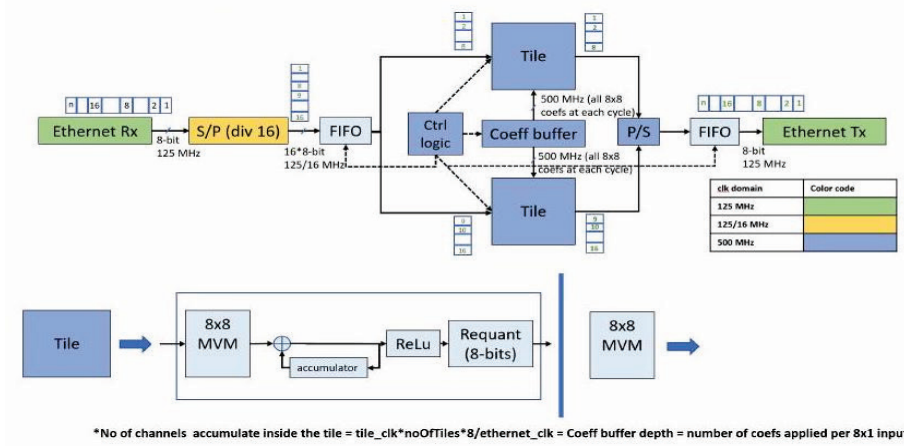 1
2
8
1
2
8
Tile
1
8
9
16
n 16 8 2 1
500 MHz (all 8x8
coefs at each cycle)
n 16 8 2 1
Ethernet Rx
S/P (div 16)
FIFO
Ctrl
logic
Coeff buffer
P/S
FIFO
Ethernet Tx
8-bit
125 MHz
16*8-bit
125/16 MHz
500 MHz (all 8x8
coefs at each cycle)
8-bit
125 MHz
Tile
9
10
16
9
10
16
clk domain Color code
125 MHz
125/16 MHz
500 MHz
Tile
8x8
MVM
accumulator
ReLu
Requant
(8-bits)
8x8
MVM
*No of channels accumulate inside the tile = tile_clk*noOfTiles*8/ethernet_clk = Coeff buffer depth = number of coefs applied per 8x1 input